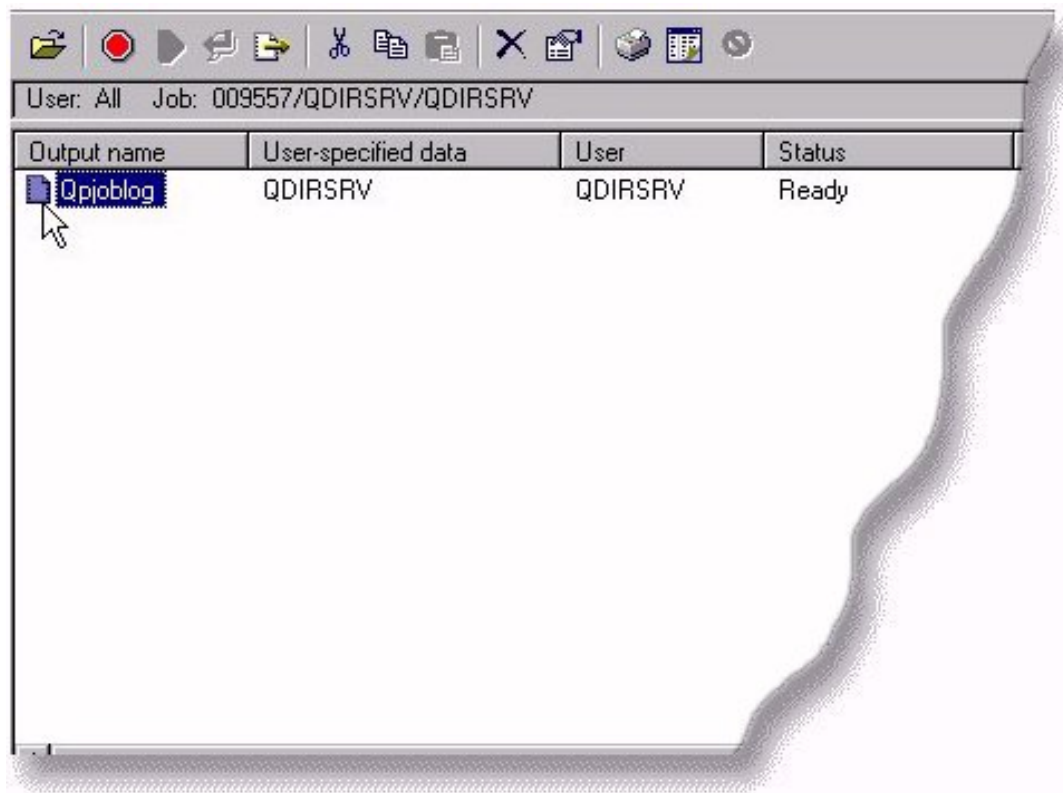 User: All Job: 009557/QDIRSRV/QDIRSRV
Output name User-specified data User Status
Qpjoblog QDIRSRV QDIRSRV Ready